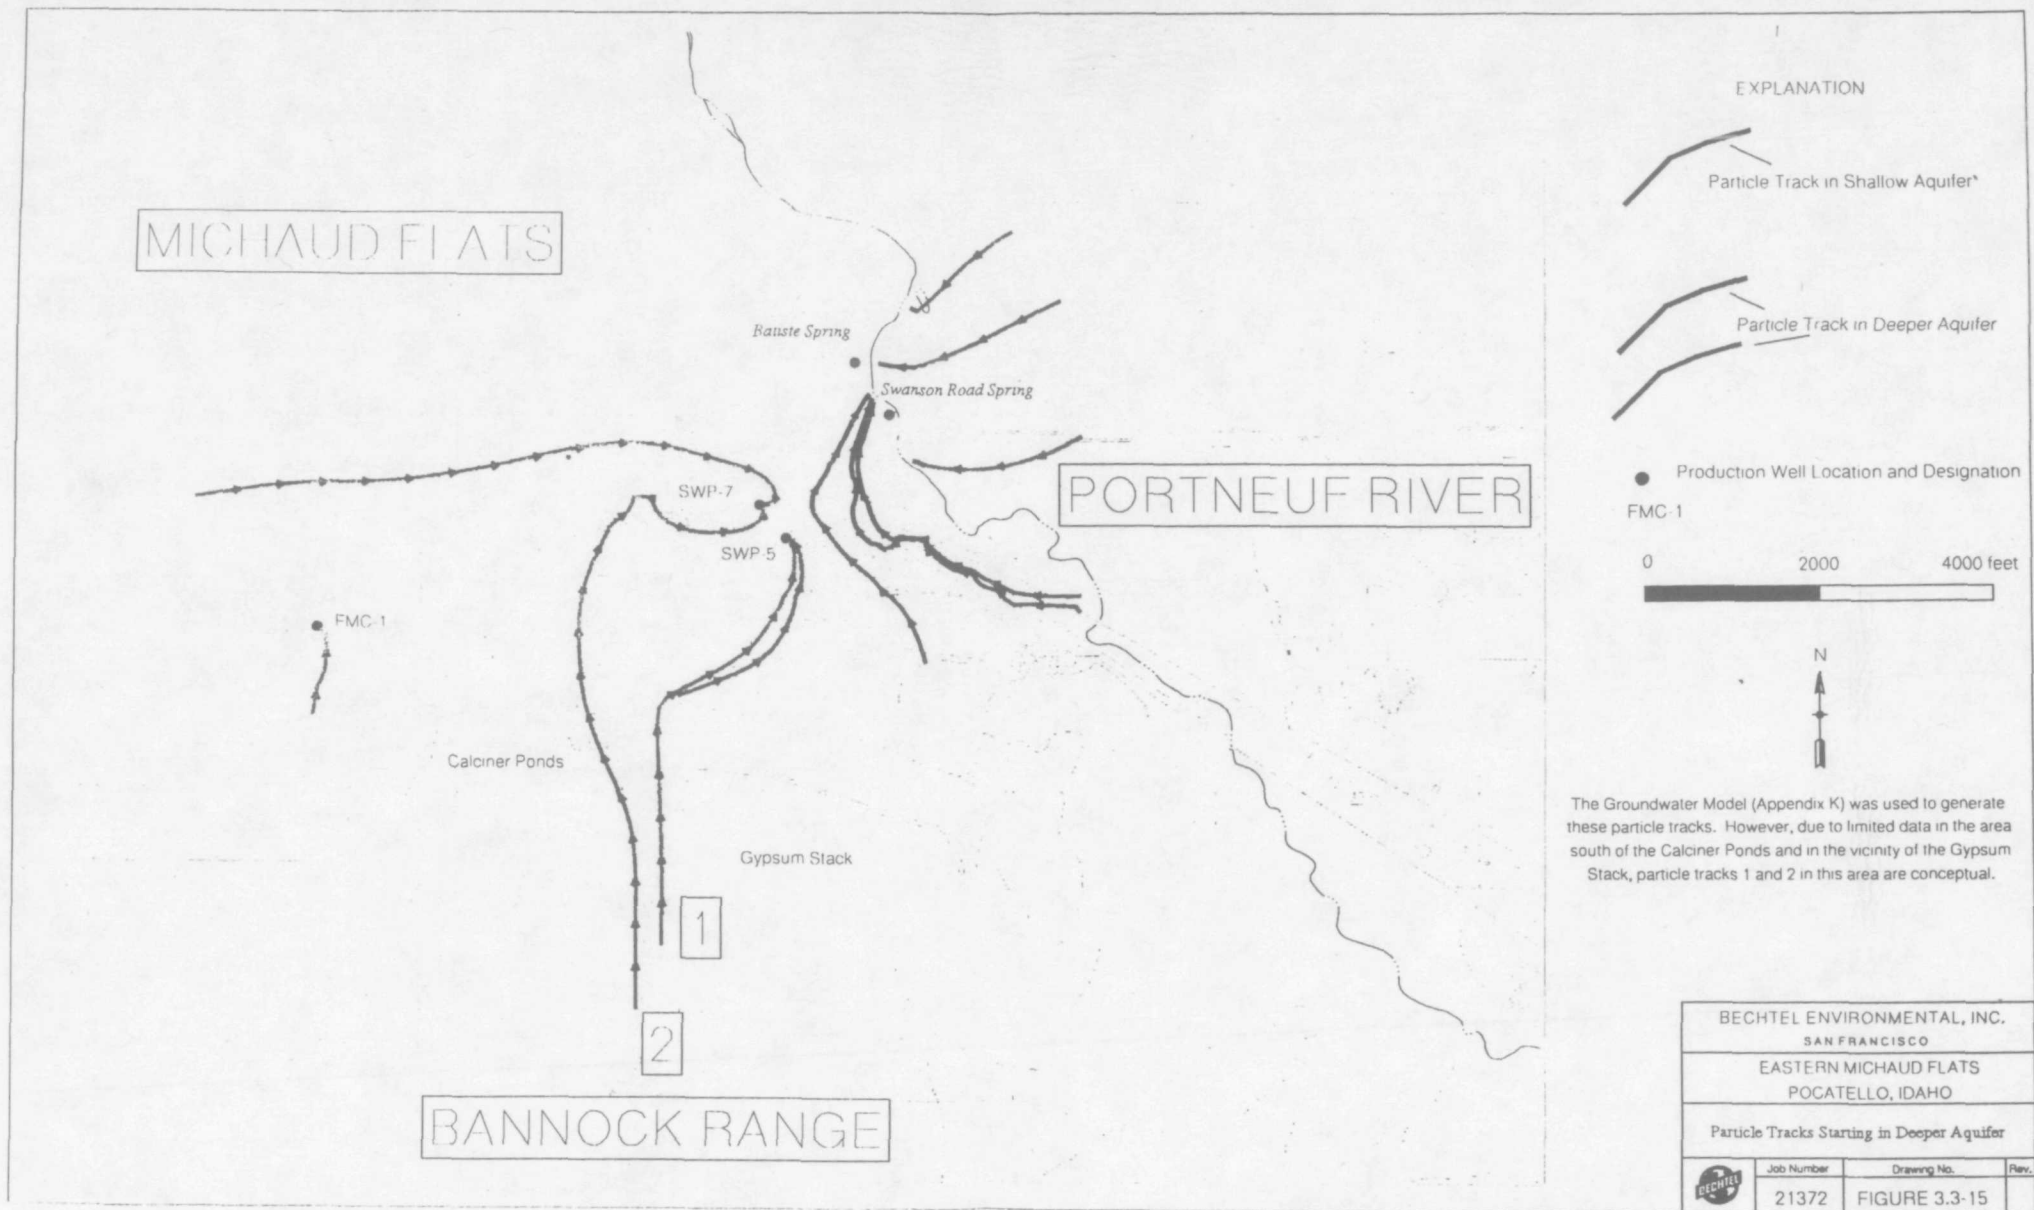 EXPLANATION
Particle Track in Shallow Aquifer*
Particle Track in Deeper Aquifer
Production Well Location and Designation
FMC-1
0 2000 4000 feet
N
The Groundwater Model (Appendix K) was used to generate
these particle tracks. However, due to limited data in the area
south of the Calciner Ponds and in the vicinity of the Gypsum
Stack, particle tracks 1 and 2 in this area are conceptual.
MICHAUD FLATS
Batiste Spring
Swanson Road Spring
SWP-7
PORTNEUF RIVER
SWP-5
FMC-1
Calciner Ponds
Gypsum Stack
1
2
BANNOCK RANGE
BECHTEL ENVIRONMENTAL, INC.
SAN FRANCISCO
EASTERN MICHAUD FLATS
POCATELLO, IDAHO
Particle Tracks Starting in Deeper Aquifer
BECHTEL
Job Number Drawing No. Rev.
21372 FIGURE 3.3-15